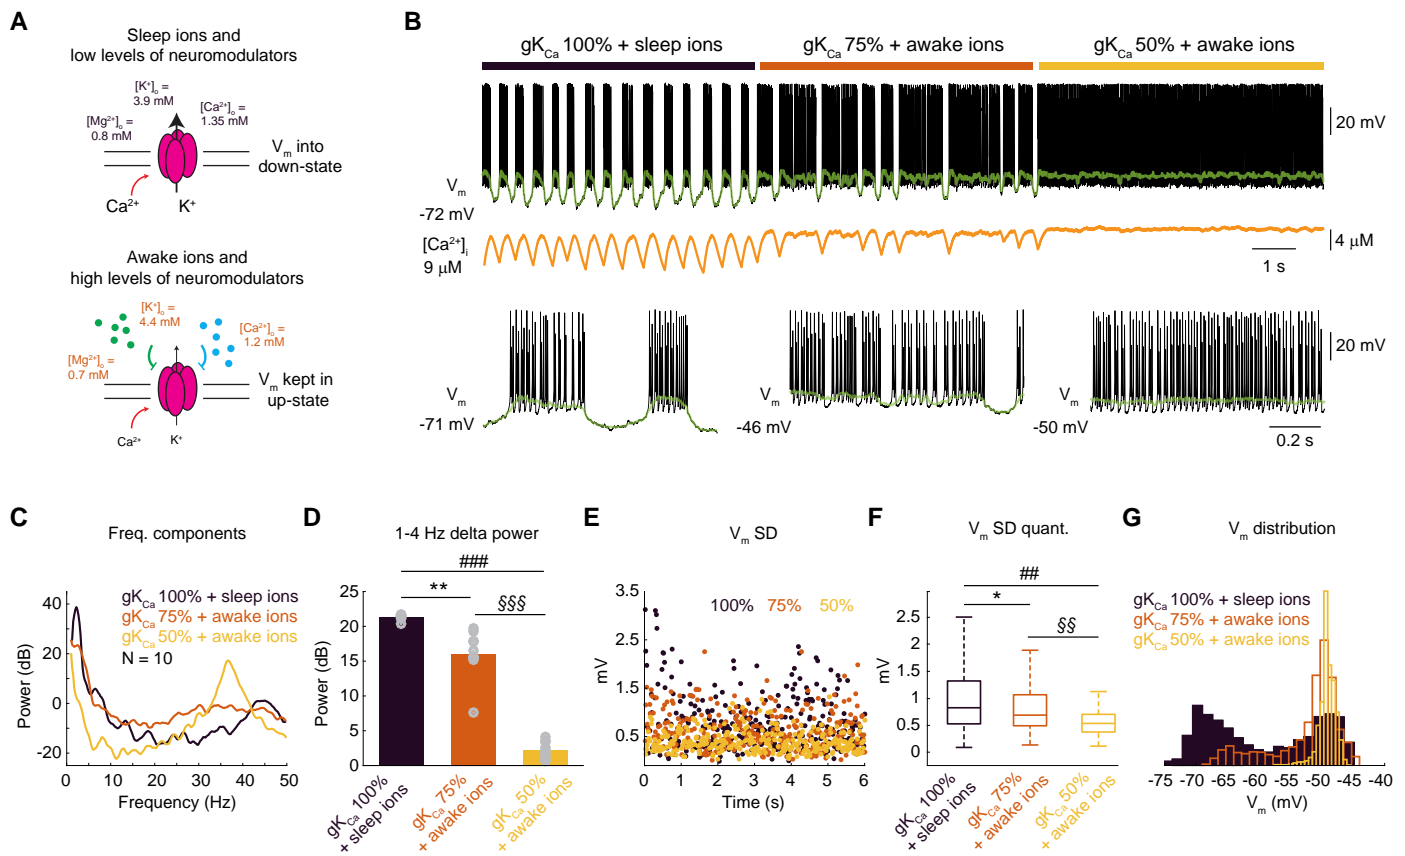 A
Sleep ions and
low levels of neuromodulators
[K⁺]ₒ =
3.9 mM
[Mg²⁺]ₒ =
0.8 mM
[Ca²⁺]ₒ =
1.35 mM
Vm into
down-state
Ca²⁺
K⁺
Awake ions and
high levels of neuromodulators
[K⁺]ₒ =
4.4 mM
[Ca²⁺]ₒ =
1.2 mM
[Mg²⁺]ₒ =
0.7 mM
Vm kept in
up-state
Ca²⁺
K⁺
B
gKCa 100% + sleep ions
gKCa 75% + awake ions
gKCa 50% + awake ions
20 mV
Vm
-72 mV
[Ca²⁺]i
9 µM
4 µM
1 s
20 mV
Vm
-71 mV
Vm
-46 mV
Vm
-50 mV
0.2 s
C
Freq. components
gKCa 100% + sleep ions
gKCa 75% + awake ions
gKCa 50% + awake ions
N = 10
Power (dB)
40
20
0
-20
0 10 20 30 40 50
Frequency (Hz)
D
1-4 Hz delta power
###
**
§§§
Power (dB)
25
20
15
10
5
0
gKCa 100%
+ sleep ions
gKCa 75%
+ awake ions
gKCa 50%
+ awake ions
E
Vm SD
100% 75% 50%
mV
3.5
2.5
1.5
0.5
0 1 2 3 4 5 6
Time (s)
F
Vm SD quant.
##
*
§§
mV
2.5
2
1.5
1
0.5
0
gKCa 100%
+ sleep ions
gKCa 75%
+ awake ions
gKCa 50%
+ awake ions
G
Vm distribution
gKCa 100% + sleep ions
gKCa 75% + awake ions
gKCa 50% + awake ions
-75 -70 -65 -60 -55 -50 -45 -40
Vm (mV)